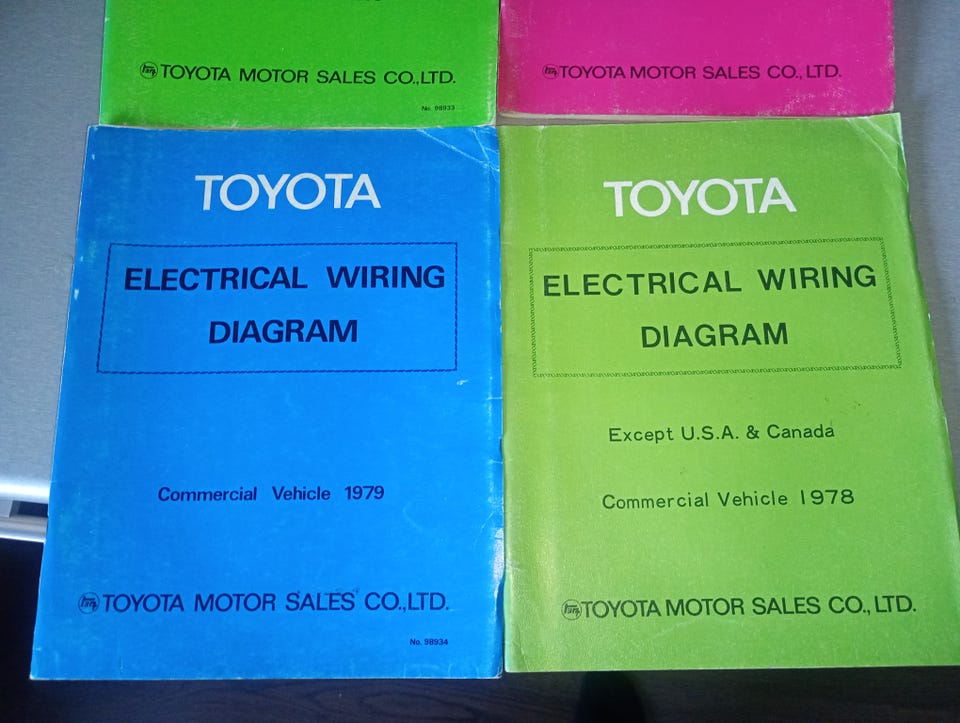 TOYOTA MOTOR SALES CO.,LTD.
No. 98933
TOYOTA MOTOR SALES CO., LTD.
TOYOTA
ELECTRICAL WIRING
DIAGRAM
Commercial Vehicle 1979
TOYOTA MOTOR SALES CO.,LTD.
No. 98934
TOYOTA
ELECTRICAL WIRING
DIAGRAM
Except U.S.A. & Canada
Commercial Vehicle 1978
TOYOTA MOTOR SALES CO., LTD.